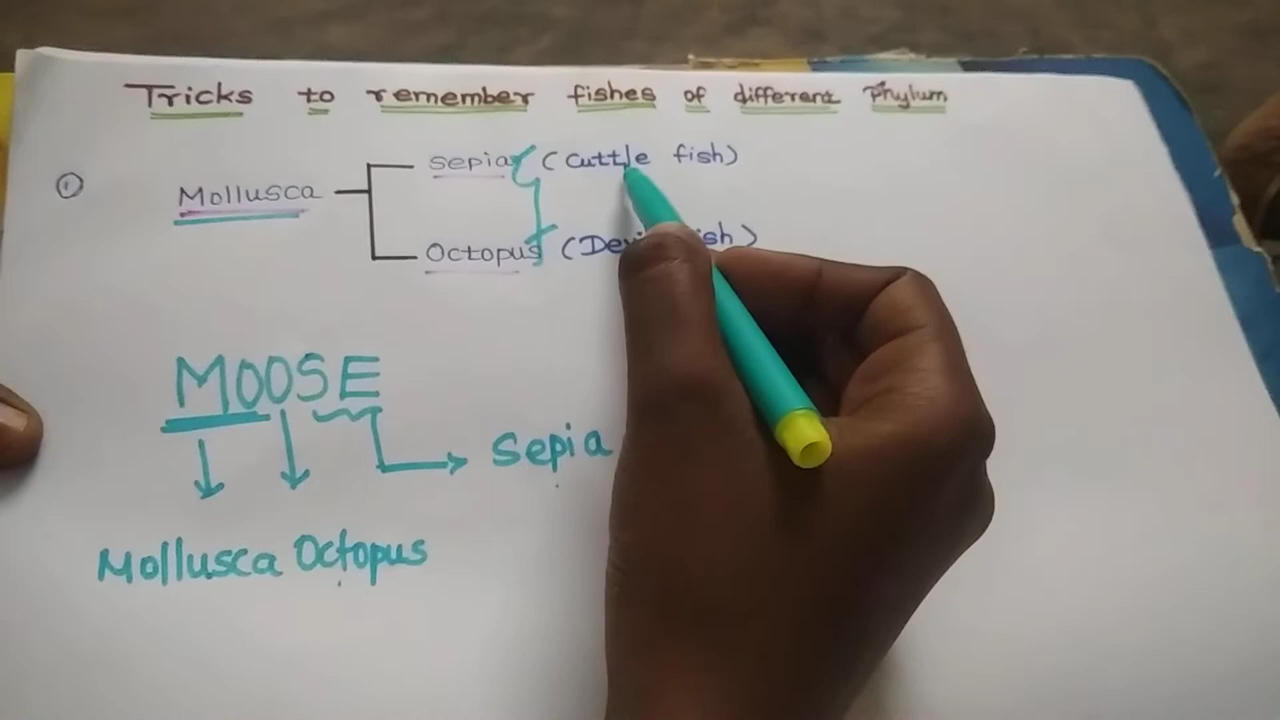 Tricks to remember fishes of different Phylum
1
Mollusca
Sepia (Cuttle fish)
Octopus
MOOSE
Sepia
Mollusca Octopus